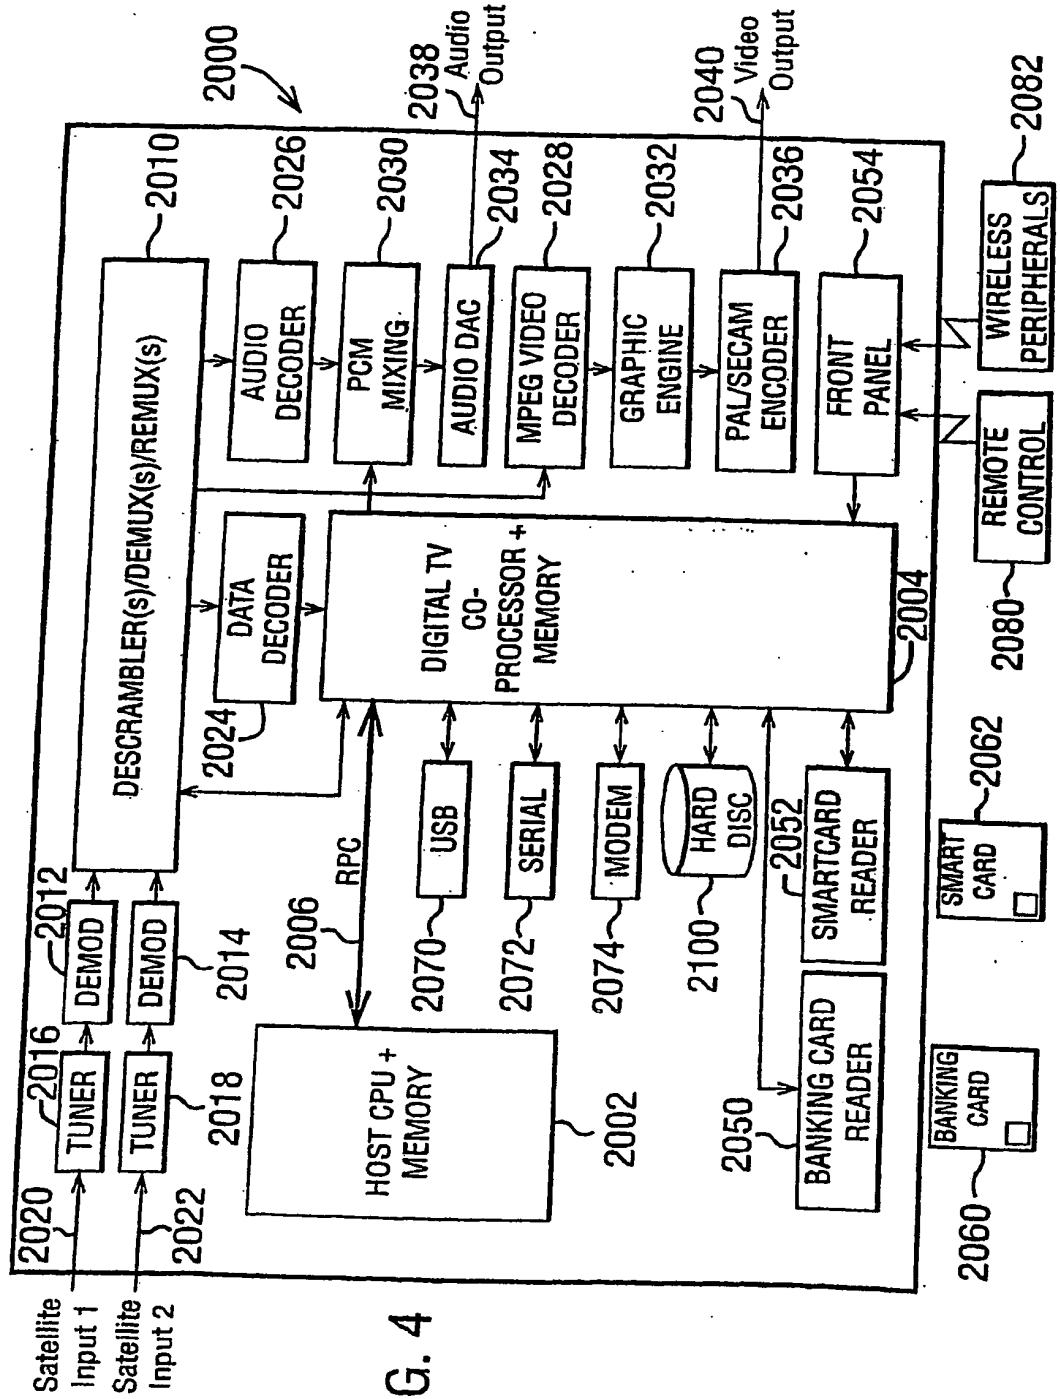 2000
Satellite
Input 1
2020
TUNER
2016
DEMOD
2012
Satellite
Input 2
2022
TUNER
2018
DEMOD
2014
DESCRAMBLER(s)/DEMUX(s)/REMUX(s)
2010
2024
DATA
DECODER
AUDIO
DECODER
2026
PCM
MIXING
2030
AUDIO DAC
2034
2038
Audio
Output
MPEG VIDEO
DECODER
2028
GRAPHIC
ENGINE
2032
PAL/SECAM
ENCODER
2036
2040
Video
Output
FRONT
PANEL
2054
HOST CPU +
MEMORY
2002
2006
RPC
DIGITAL TV
CO-
PROCESSOR +
MEMORY
2004
USB
2070
SERIAL
2072
MODEM
2074
HARD
DISC
2100
2050
BANKING CARD
READER
2052
SMARTCARD
READER
BANKING
CARD
2060
SMART
CARD
2062
REMOTE
CONTROL
2080
WIRELESS
PERIPHERALS
2082
G. 4